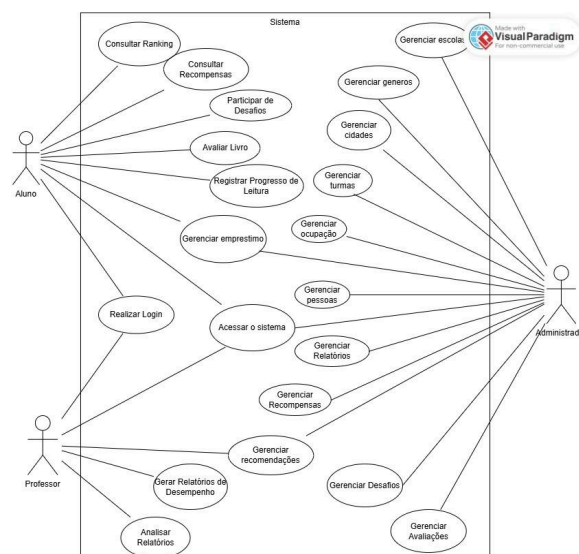 Sistema
Made with
VisualParadigm
For non-commercial use
Consultar Ranking
Gerenciar escolas
Consultar
Recompensas
Gerenciar generos
Participar de
Desafios
Gerenciar
cidades
Avaliar Livro
Aluno
Registrar Progresso de
Leitura
Gerenciar
turmas
Gerenciar emprestimo
Gerenciar
ocupação
Gerenciar
pessoas
Realizar Login
Acessar o sistema
Administrad
Gerenciar
Relatórios
Gerenciar
Recompensas
Professor
Gerenciar
recomendações
Gerar Relatórios de
Desempenho
Gerenciar Desafios
Analisar
Relatórios
Gerenciar
Avaliações